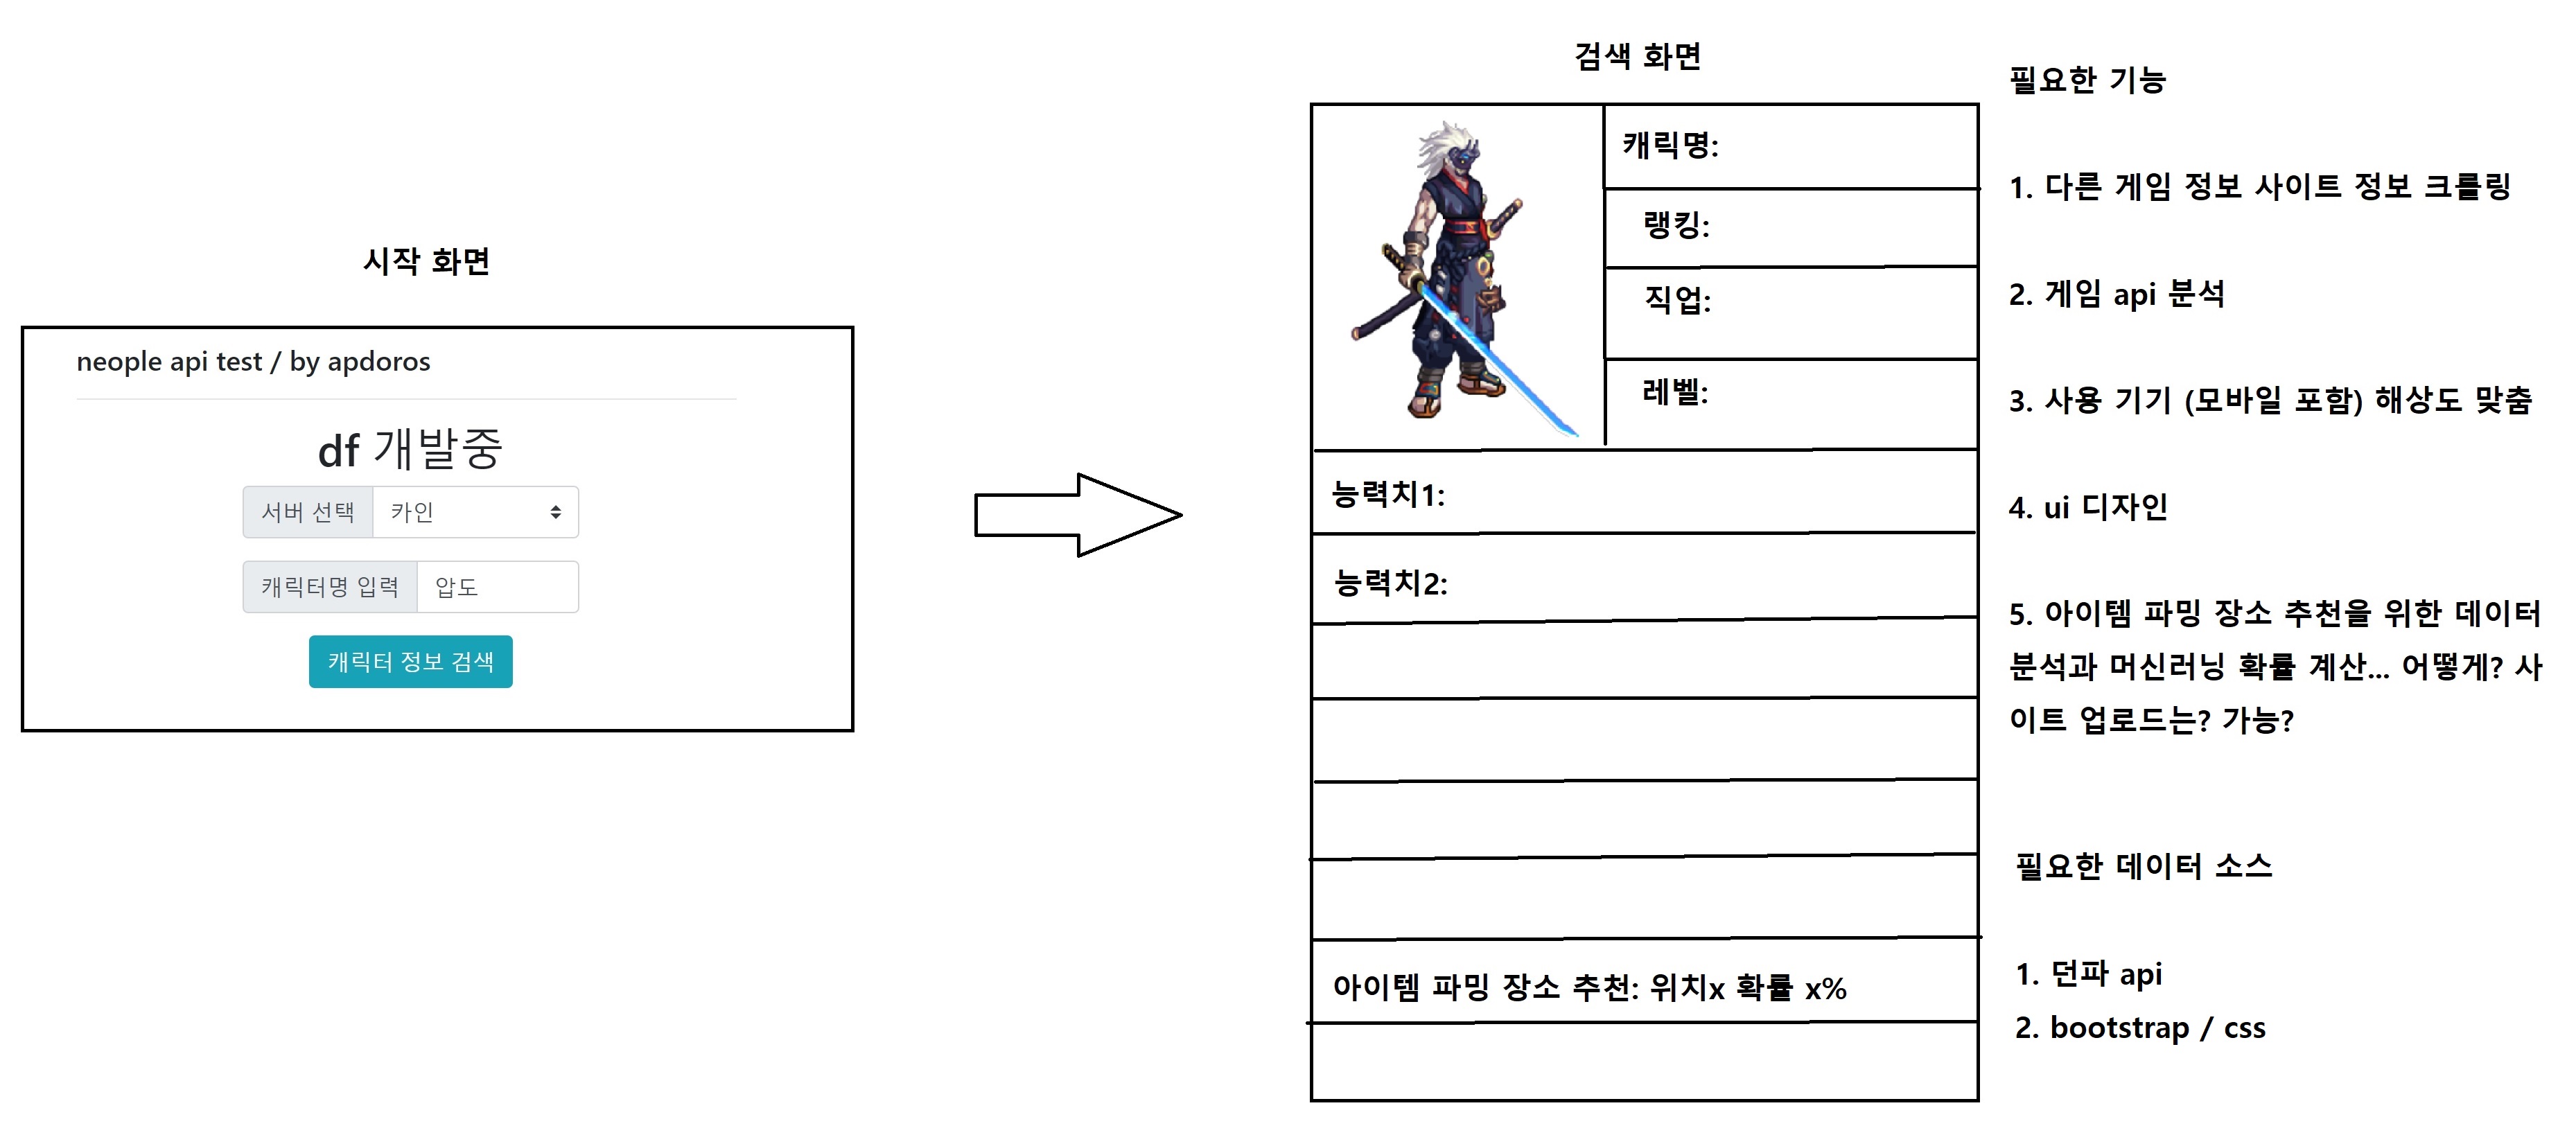 시작 화면
neople api test / by apdoros
df 개발중
서버 선택 카인
캐릭터명 입력 압도
캐릭터 정보 검색
검색 화면
캐릭명:
랭킹:
직업:
레벨:
능력치1:
능력치2:
아이템 파밍 장소 추천: 위치x 확률 x%
필요한 기능
1. 다른 게임 정보 사이트 정보 크롤링
2. 게임 api 분석
3. 사용 기기 (모바일 포함) 해상도 맞춤
4. ui 디자인
5. 아이템 파밍 장소 추천을 위한 데이터
분석과 머신러닝 확률 계산... 어떻게? 사
이트 업로드는? 가능?
필요한 데이터 소스
1. 던파 api
2. bootstrap / css